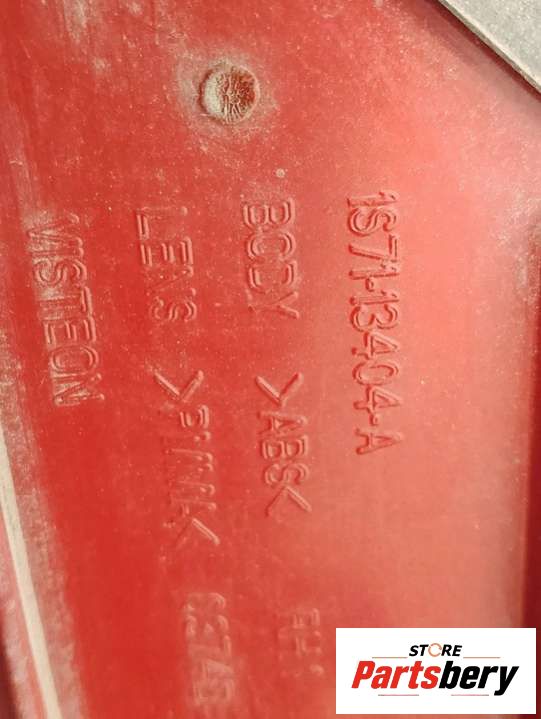 1S71-13404-A
BODY >ABS<
LENS >PMMA<
VISTEON
STORE
Partsbery